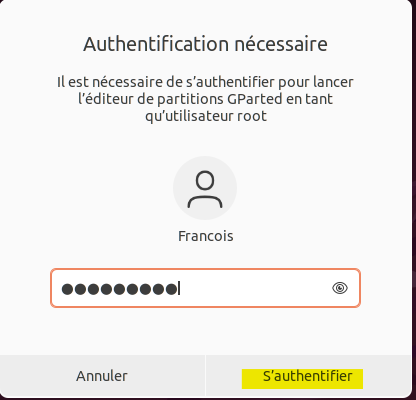 Authentification nécessaire
Il est nécessaire de s’authentifier pour lancer
l’éditeur de partitions GParted en tant
qu’utilisateur root
Francois
●●●●●●●●●
Annuler
S’authentifier